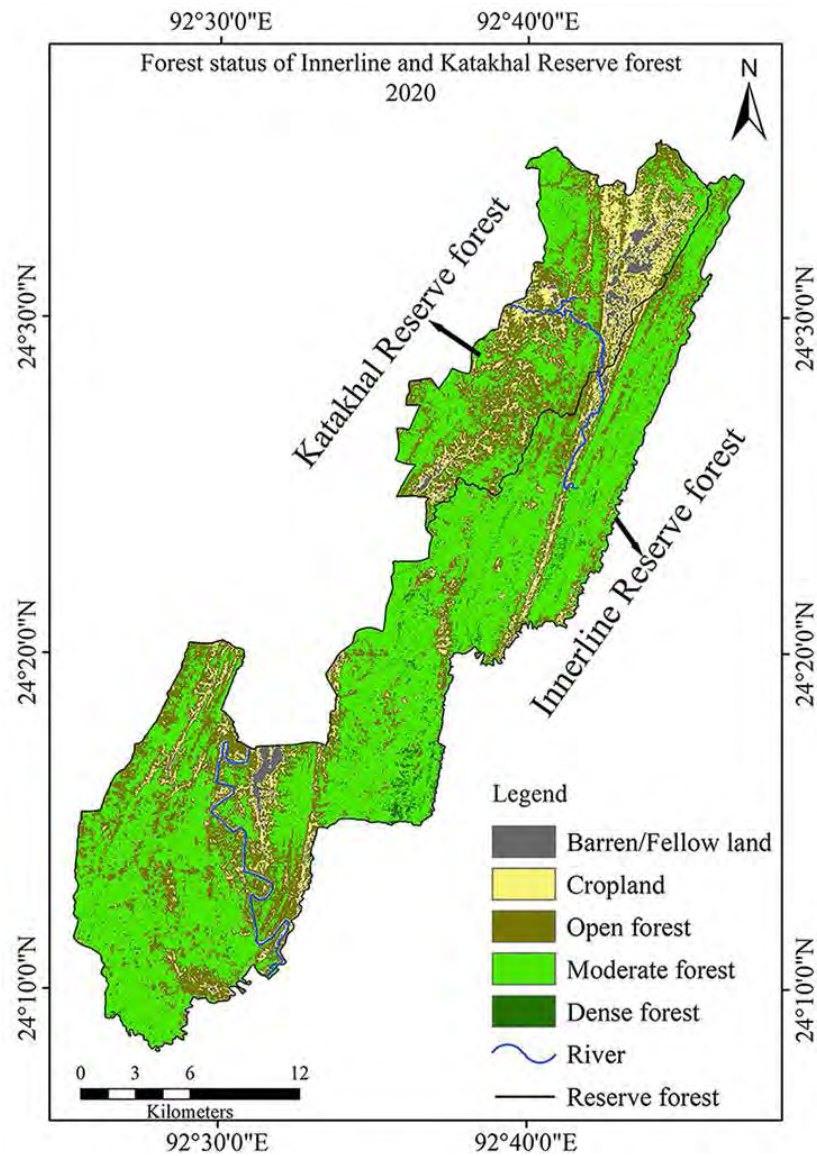 92°30'0"E 92°40'0"E
Forest status of Innerline and Katakhal Reserve forest
2020
N
24°30'0"N 24°30'0"N
Katakhal Reserve forest
Innerline Reserve forest
24°20'0"N 24°20'0"N
Legend
Barren/Fellow land
Cropland
Open forest
Moderate forest
Dense forest
River
Reserve forest
24°10'0"N 24°10'0"N
0 3 6 12
Kilometers
92°30'0"E 92°40'0"E